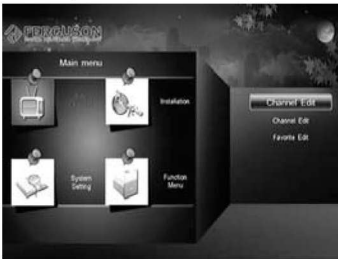 FERGUSON
Main menu
Installation
System
Setting
Function
Menu
Channel Edit
Channel Edit
Favorite Edit